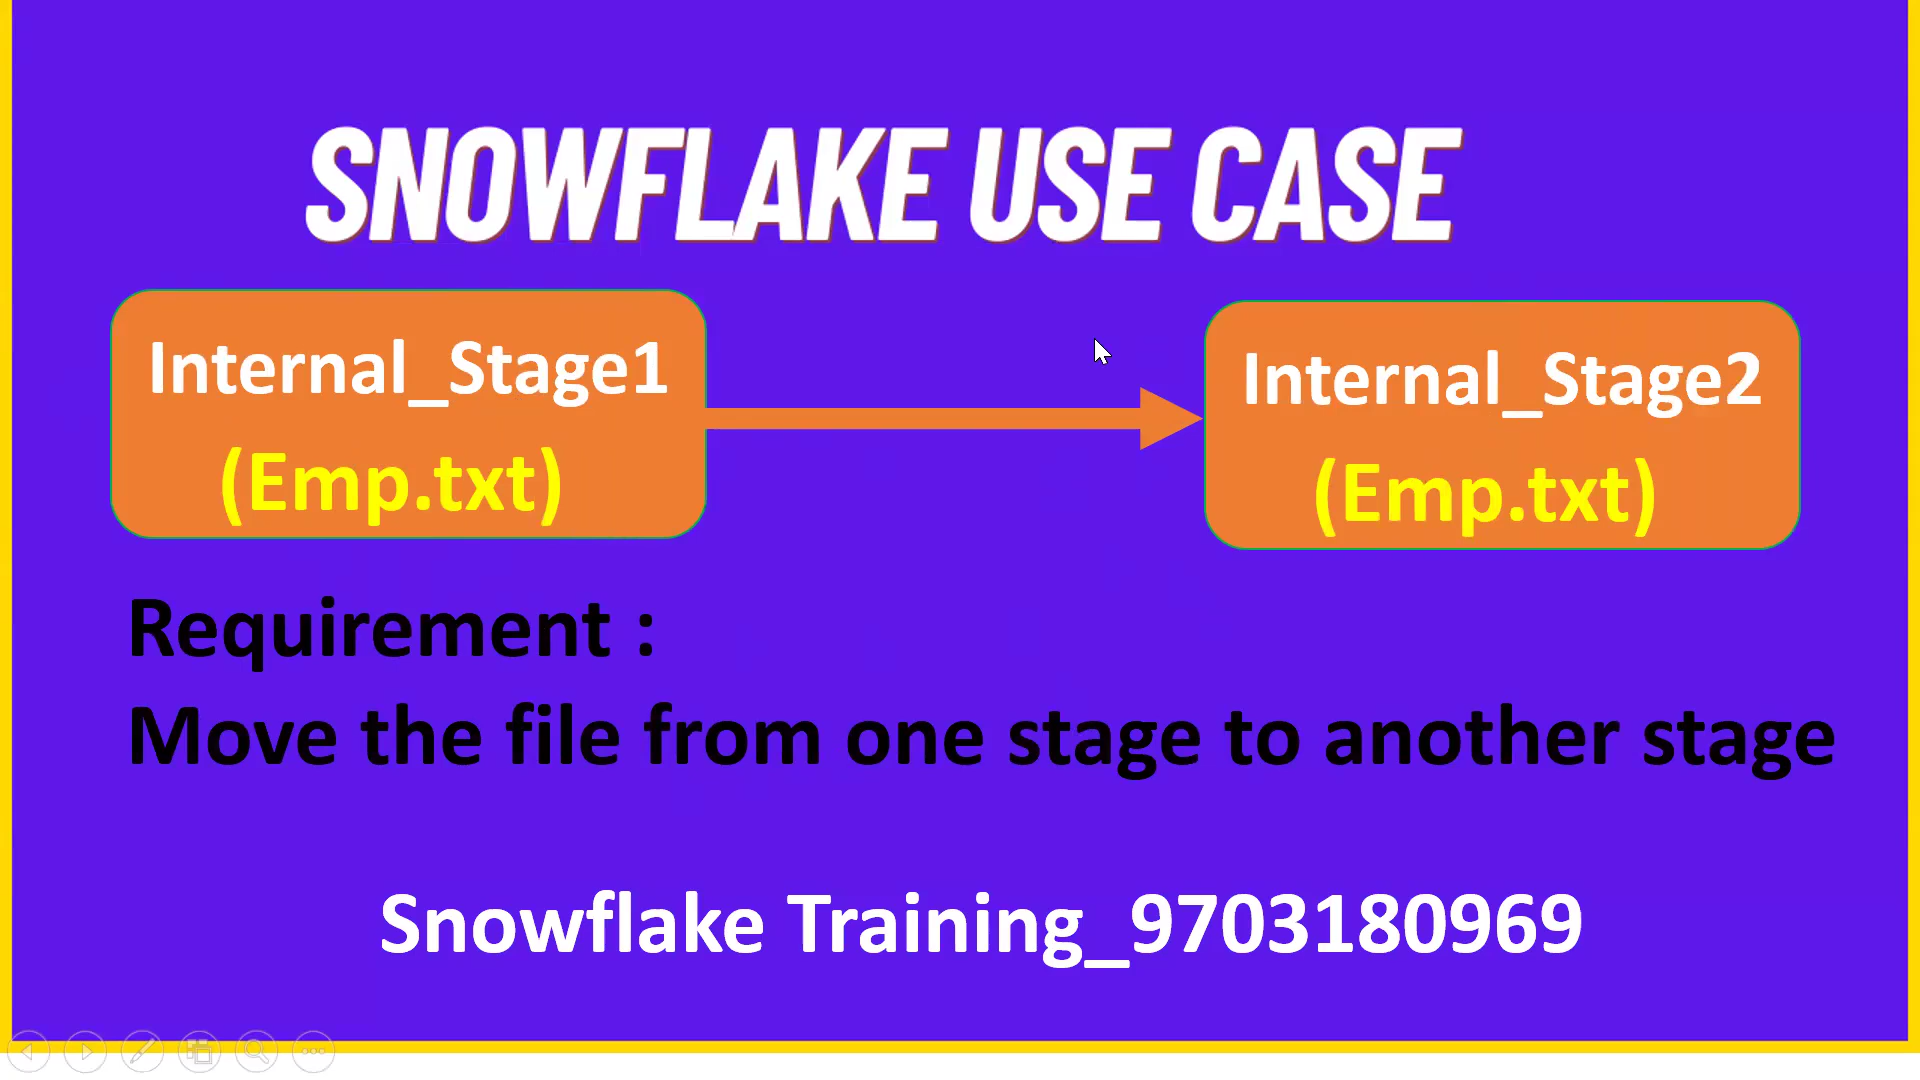 SNOWFLAKE USE CASE
Internal_Stage1
(Emp.txt)
Internal_Stage2
(Emp.txt)
Requirement :
Move the file from one stage to another stage
Snowflake Training_9703180969